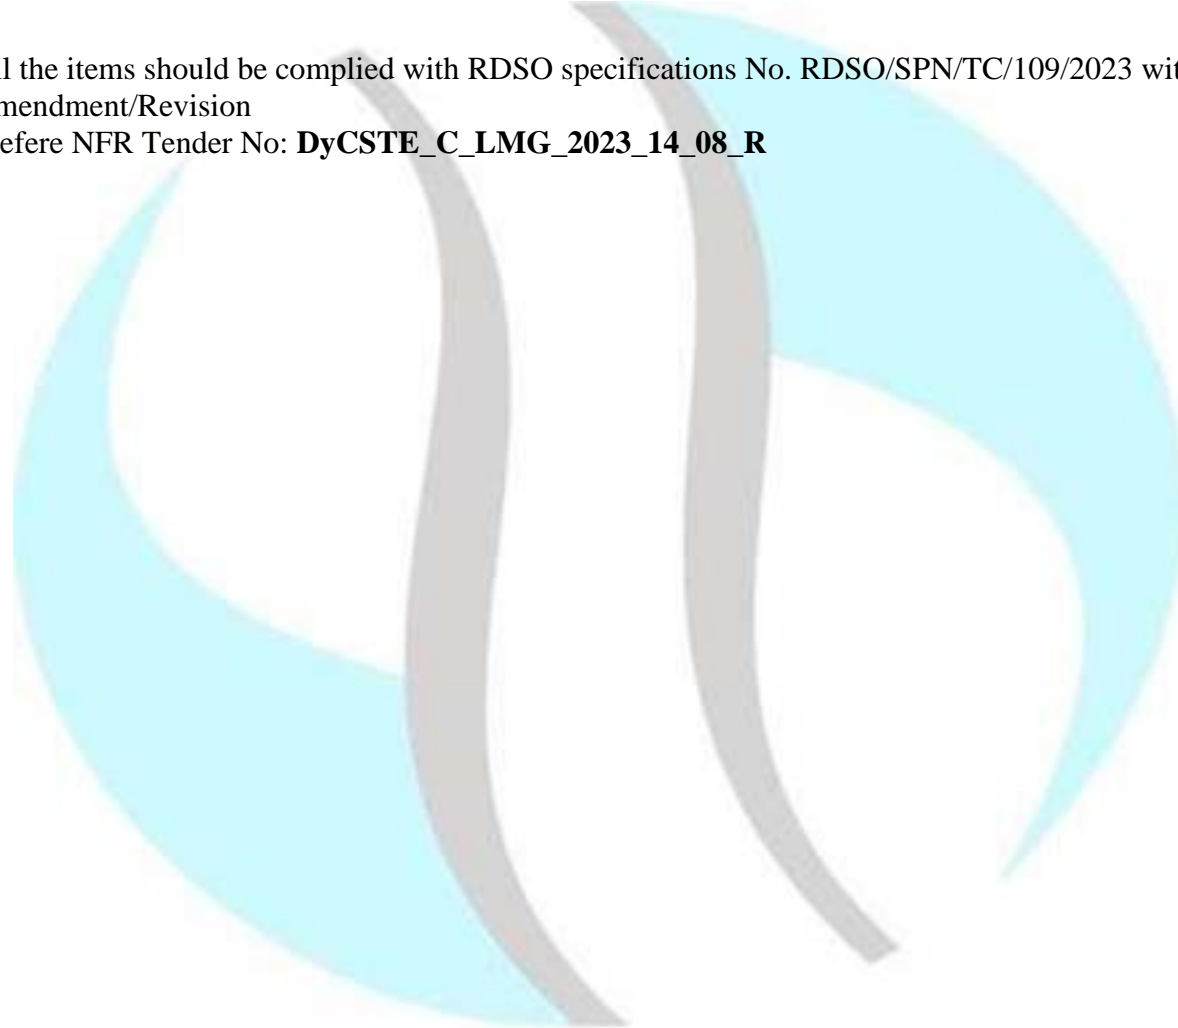 ll the items should be complied with RDSO specifications No. RDSO/SPN/TC/109/2023 wit
mendment/Revision
efere NFR Tender No: DyCSTE_C_LMG_2023_14_08_R